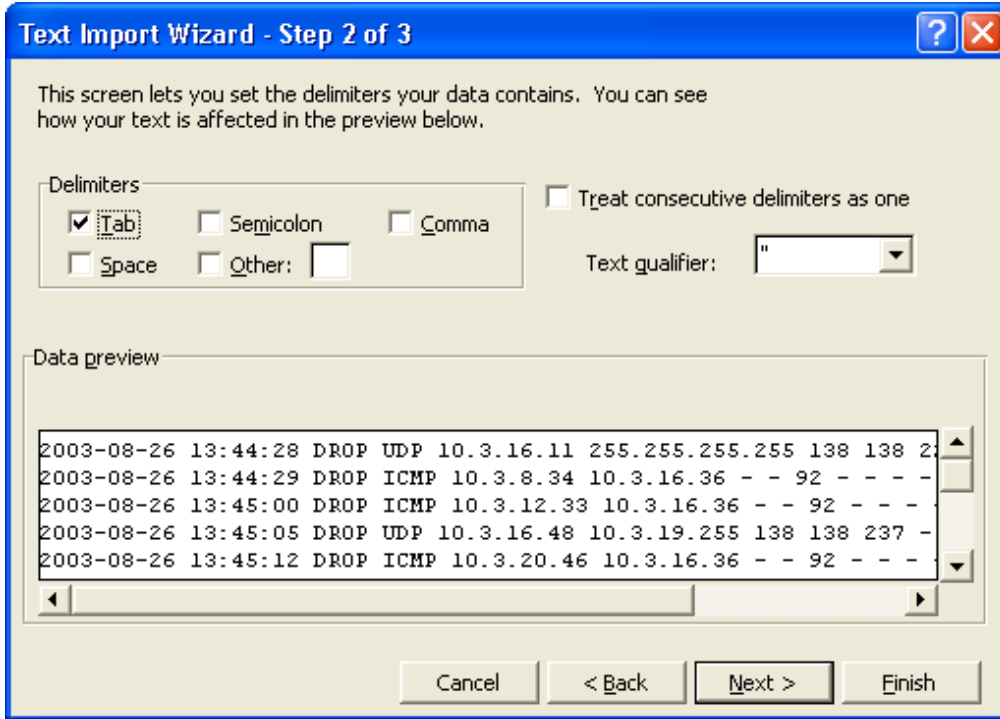 Text Import Wizard - Step 2 of 3
This screen lets you set the delimiters your data contains. You can see
how your text is affected in the preview below.
Delimiters
Tab Semicolon Comma
Space Other:
Treat consecutive delimiters as one
Text qualifier: "
Data preview
2003-08-26 13:44:28 DROP UDP 10.3.16.11 255.255.255.255 138 138
2003-08-26 13:44:29 DROP ICMP 10.3.8.34 10.3.16.36 - - 92 - - - -
2003-08-26 13:45:00 DROP ICMP 10.3.12.33 10.3.16.36 - - 92 - - -
2003-08-26 13:45:05 DROP UDP 10.3.16.48 10.3.19.255 138 138 237 -
2003-08-26 13:45:12 DROP ICMP 10.3.20.46 10.3.16.36 - - 92 - - -
Cancel < Back Next > Finish